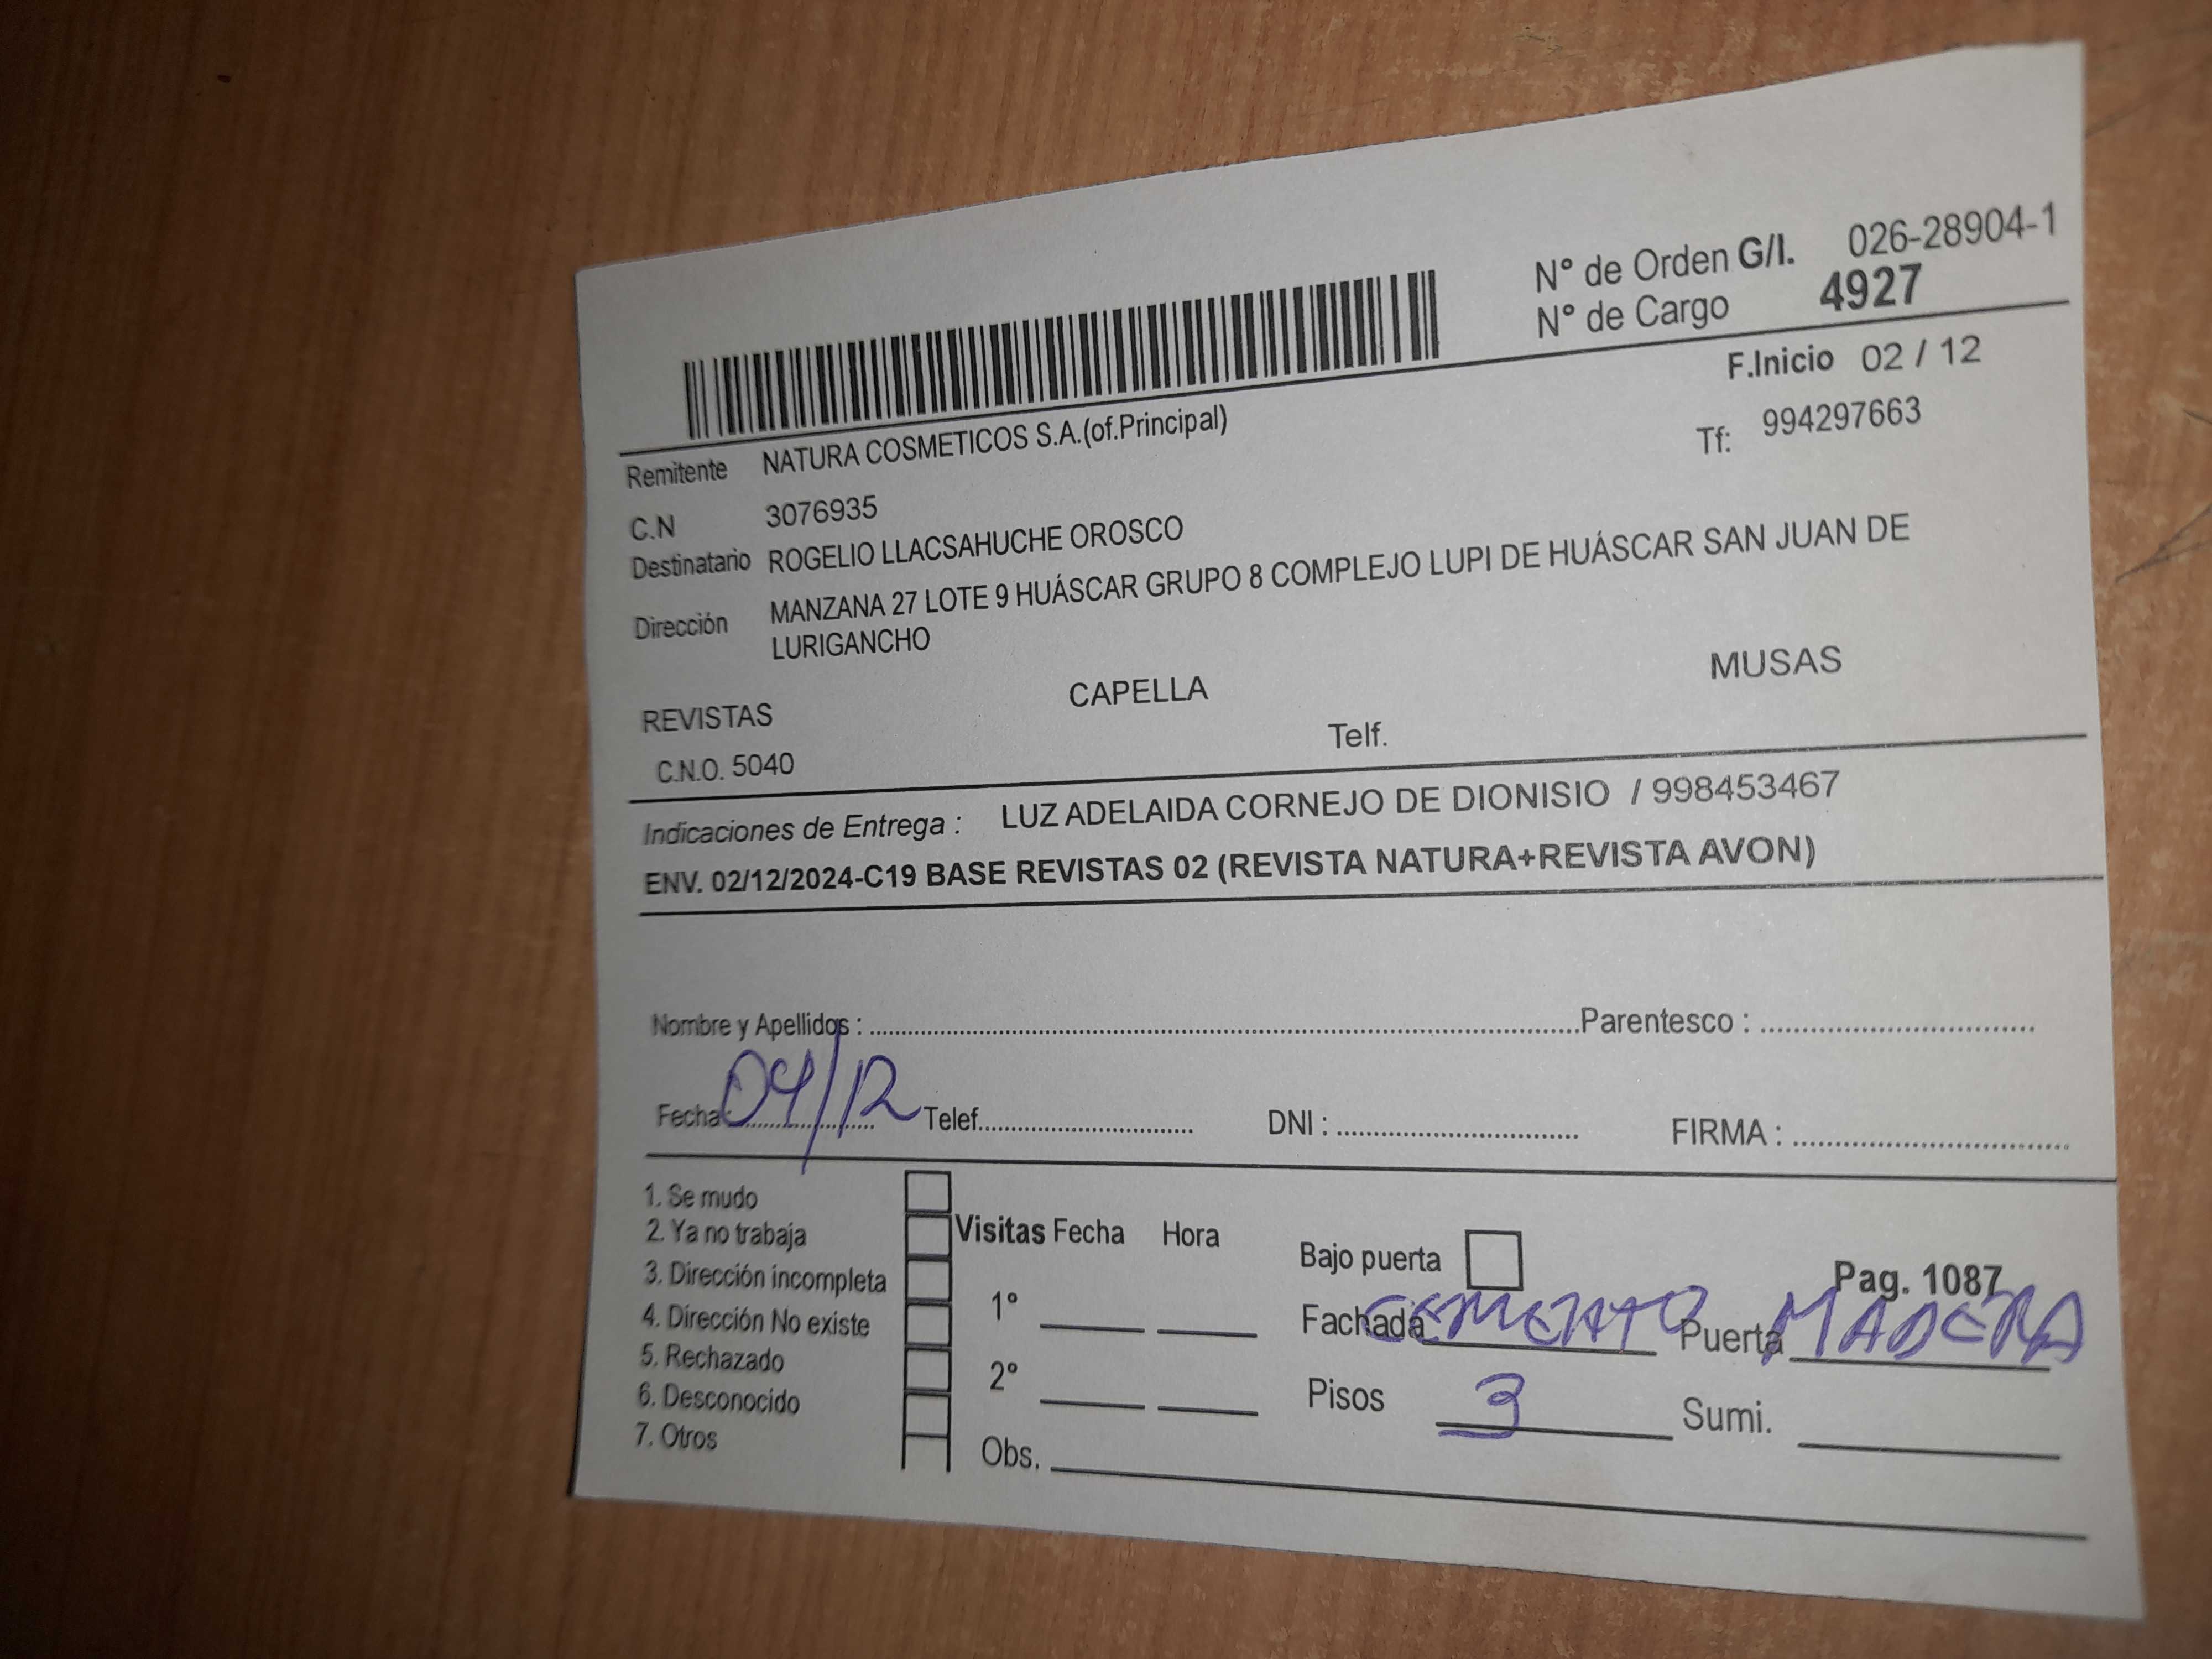 N° de Orden G/I. 026-28904-1
N° de Cargo 4927
F.Inicio 02 / 12
Remitente NATURA COSMETICOS S.A.(of.Principal)
Tf: 994297663
C.N 3076935
Destinatario ROGELIO LLACSAHUCHE OROSCO
Dirección MANZANA 27 LOTE 9 HUÁSCAR GRUPO 8 COMPLEJO LUPI DE HUÁSCAR SAN JUAN DE
LURIGANCHO
REVISTAS CAPELLA MUSAS
C.N.O. 5040 Telf.
Indicaciones de Entrega : LUZ ADELAIDA CORNEJO DE DIONISIO / 998453467
ENV. 02/12/2024-C19 BASE REVISTAS 02 (REVISTA NATURA+REVISTA AVON)
Nombre y Apellidos : Parentesco :
Fecha: 04/12 Telef. DNI : FIRMA :
1. Se mudo
2. Ya no trabaja
3. Dirección incompleta
4. Dirección No existe
5. Rechazado
6. Desconocido
7. Otros
Visitas Fecha Hora
1°
2°
Obs.
Bajo puerta Pag. 1087
Fachada CEMENTO Puerta MADERA
Pisos 3 Sumi.